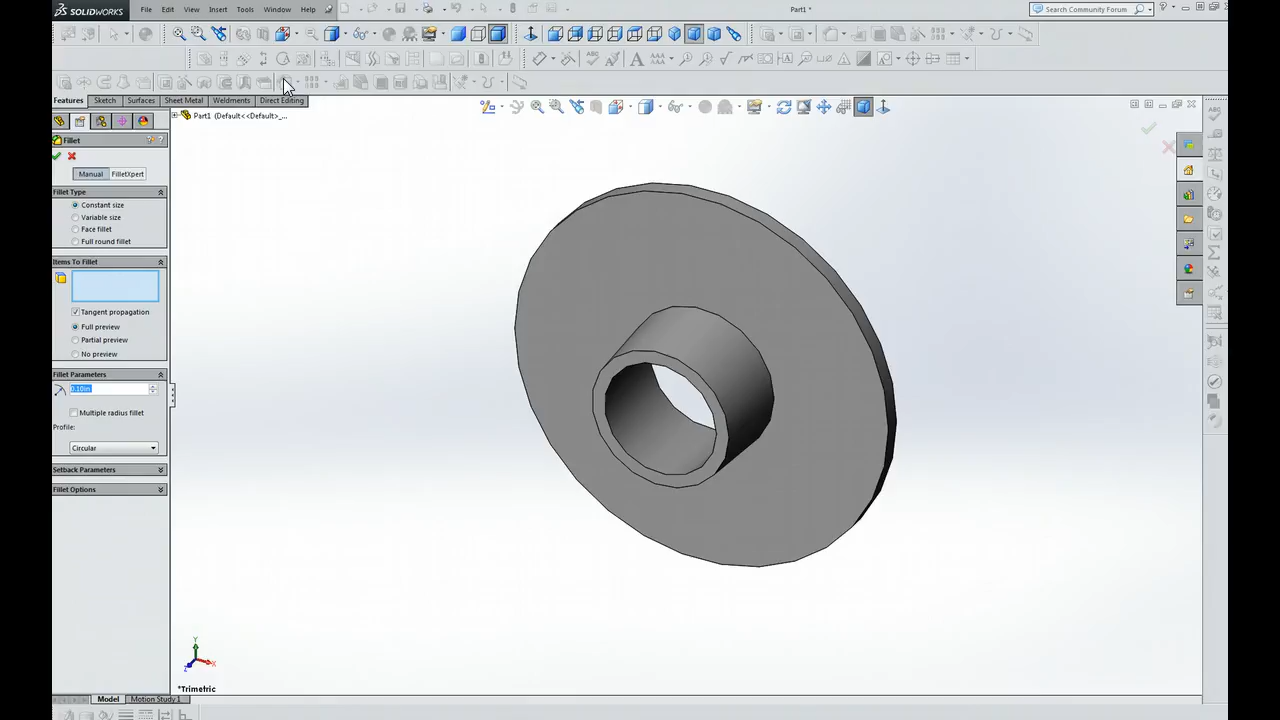 SOLIDWORKS File Edit View Insert Tools Window Help Part1 * Search Community Forum
Features Sketch Surfaces Sheet Metal Weldments Direct Editing
Part1 (Default<<Default>_...
Fillet
Manual FilletXpert
Fillet Type
Constant size
Variable size
Face fillet
Full round fillet
Items To Fillet
Tangent propagation
Full preview
Partial preview
No preview
Fillet Parameters
0.10in
Multiple radius fillet
Profile:
Circular
Setback Parameters
Fillet Options
Y
X
Z
*Trimetric
Model Motion Study 1